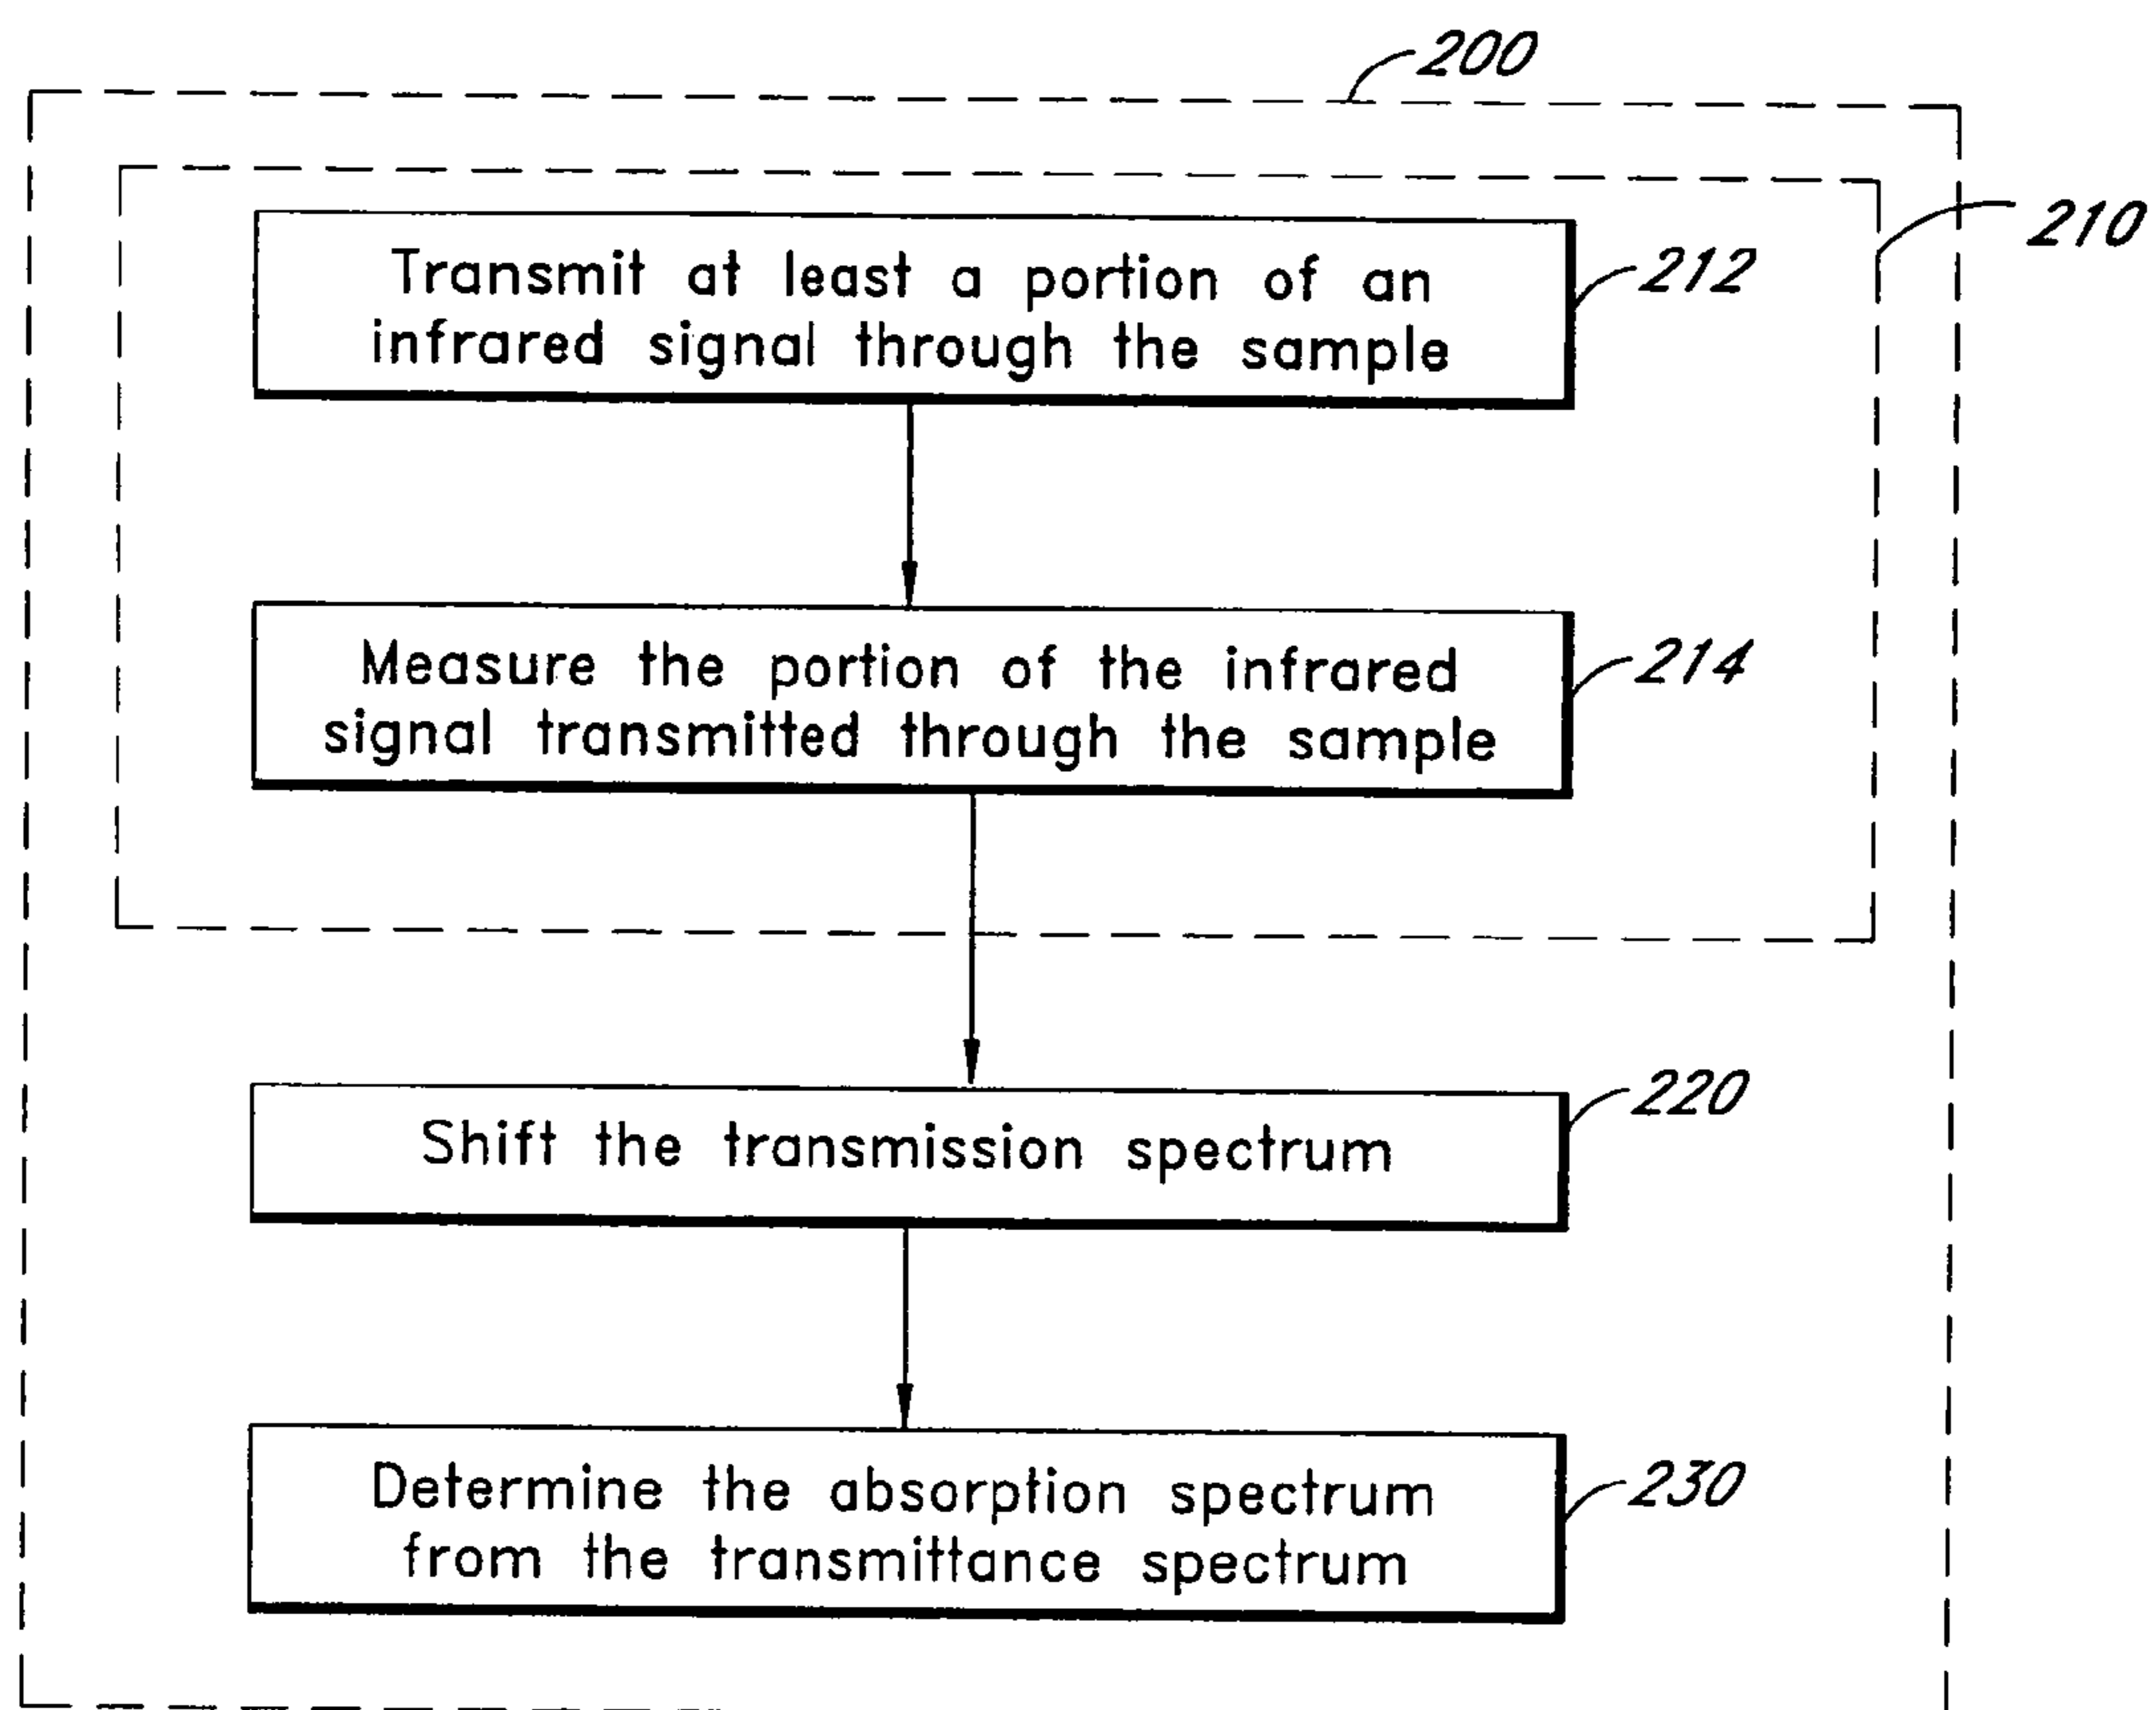 200
210
Transmit at least a portion of an
infrared signal through the sample
212
Measure the portion of the infrared
signal transmitted through the sample
214
Shift the transmission spectrum
220
Determine the absorption spectrum
from the transmittance spectrum
230